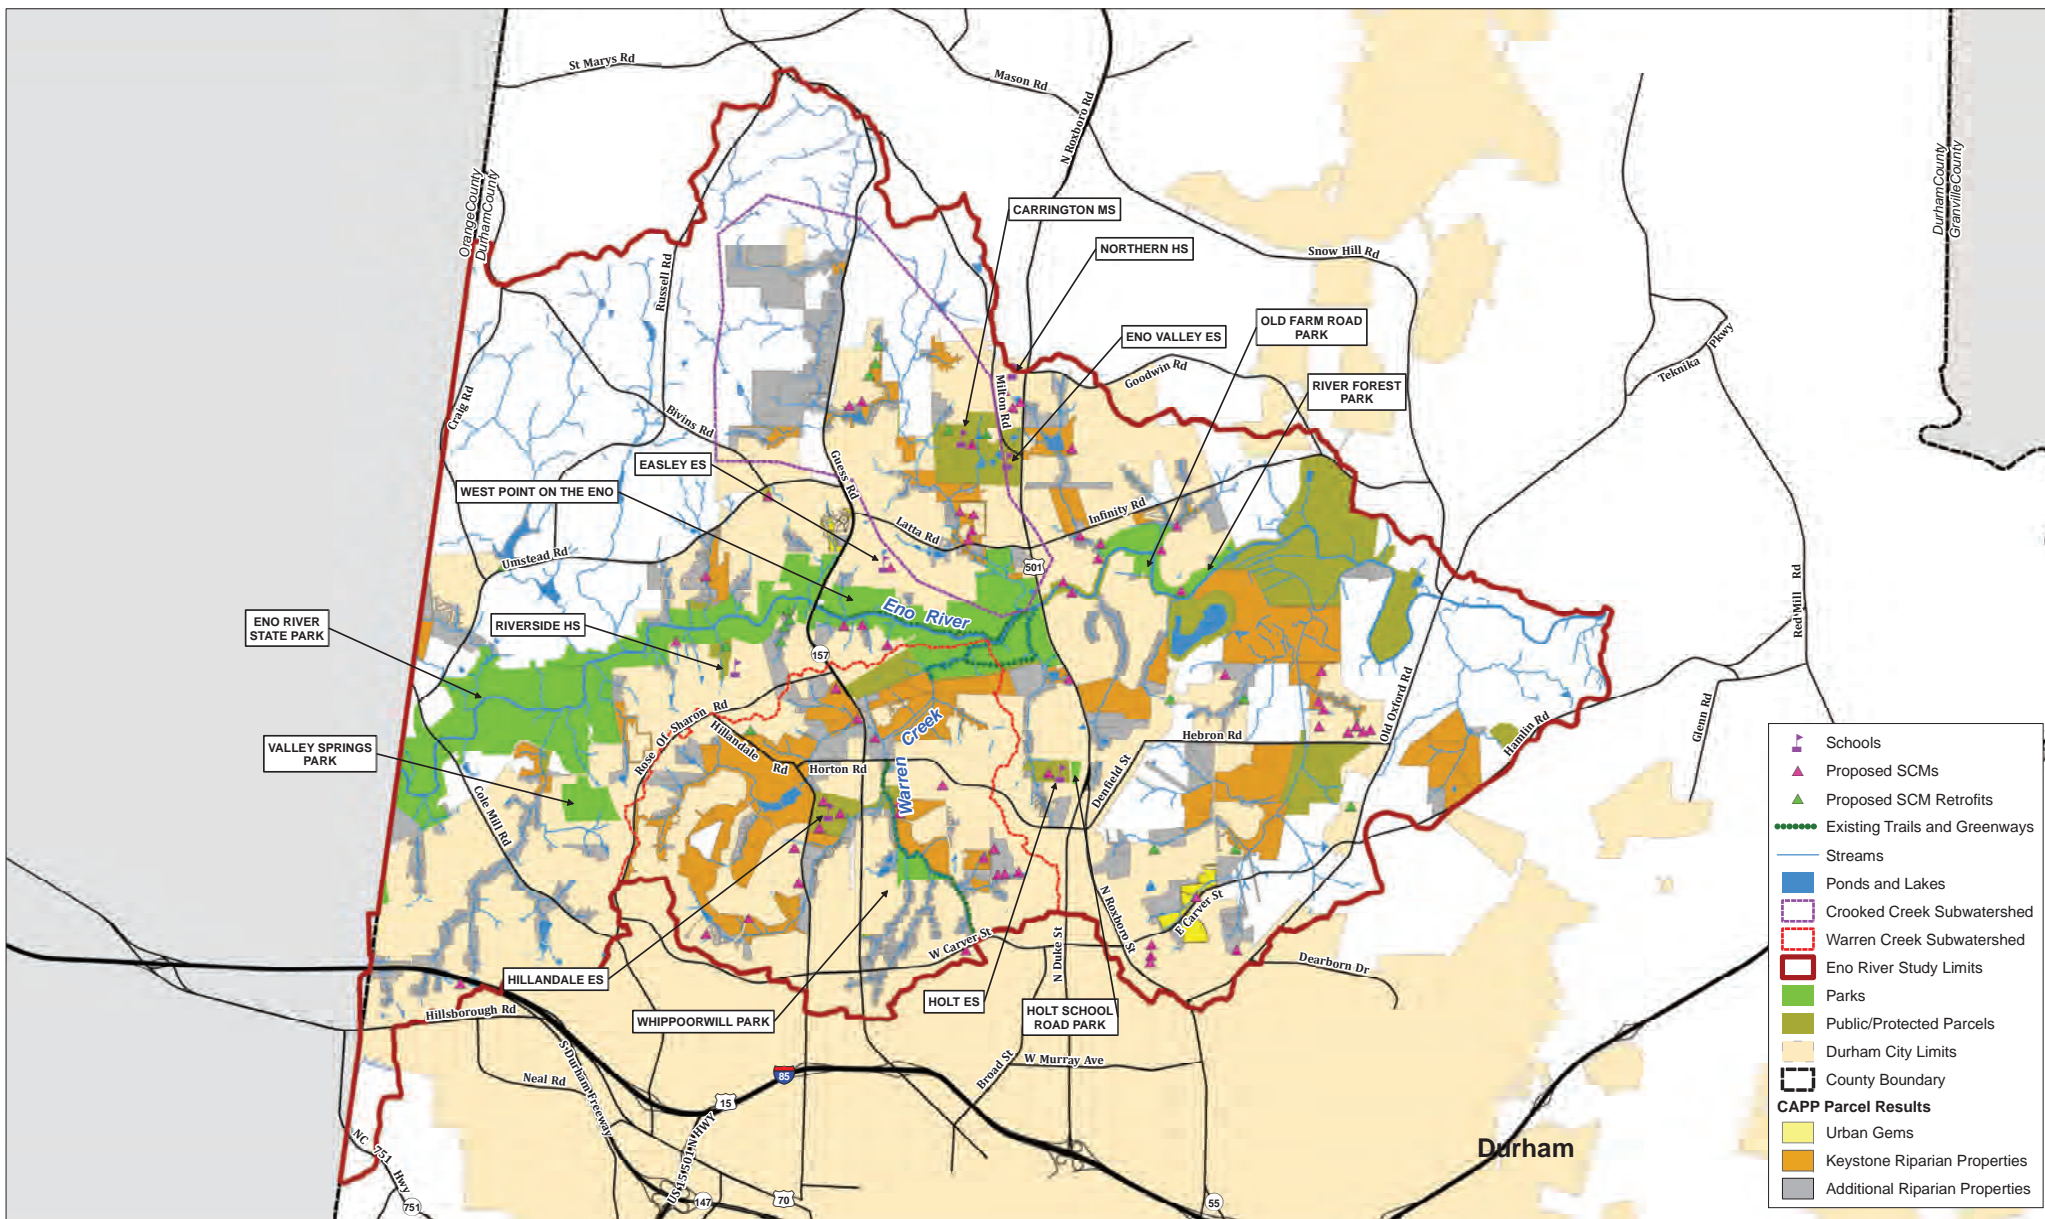 St Marys Rd
Mason Rd
N Roxboro Rd
OrangeCounty
DurhamCounty
DurhamCounty
GranvilleCounty
CARRINGTON MS
NORTHERN HS
Snow Hill Rd
Russell Rd
OLD FARM ROAD
PARK
ENO VALLEY ES
Goodwin Rd
Teknika Pkwy
RIVER FOREST
PARK
Milton Rd
Craig Rd
Bivins Rd
EASLEY ES
Guess Rd
WEST POINT ON THE ENO
Infinity Rd
Latta Rd
Umstead Rd
501
Eno River
Red Mill Rd
ENO RIVER
STATE PARK
RIVERSIDE HS
157
Old Oxford Rd
Glenn Rd
Rose Of Sharon Rd
Hillandale Rd
Warren Creek
Hebron Rd
Hamlin Rd
VALLEY SPRINGS
PARK
Horton Rd
Denfield St
Cole Mill Rd
N Roxboro St
E Carver St
W Carver St
N Duke St
Dearborn Dr
HILLANDALE ES
HOLT ES
HOLT SCHOOL
ROAD PARK
WHIPPOORWILL PARK
Hillsborough Rd
S Durham Freeway
Neal Rd
Broad St
W Murray Ave
85
15
US 15 501 N HWY
NC 751 Hwy
751
147
70
55
Durham
Schools
Proposed SCMs
Proposed SCM Retrofits
Existing Trails and Greenways
Streams
Ponds and Lakes
Crooked Creek Subwatershed
Warren Creek Subwatershed
Eno River Study Limits
Parks
Public/Protected Parcels
Durham City Limits
County Boundary
CAPP Parcel Results
Urban Gems
Keystone Riparian Properties
Additional Riparian Properties